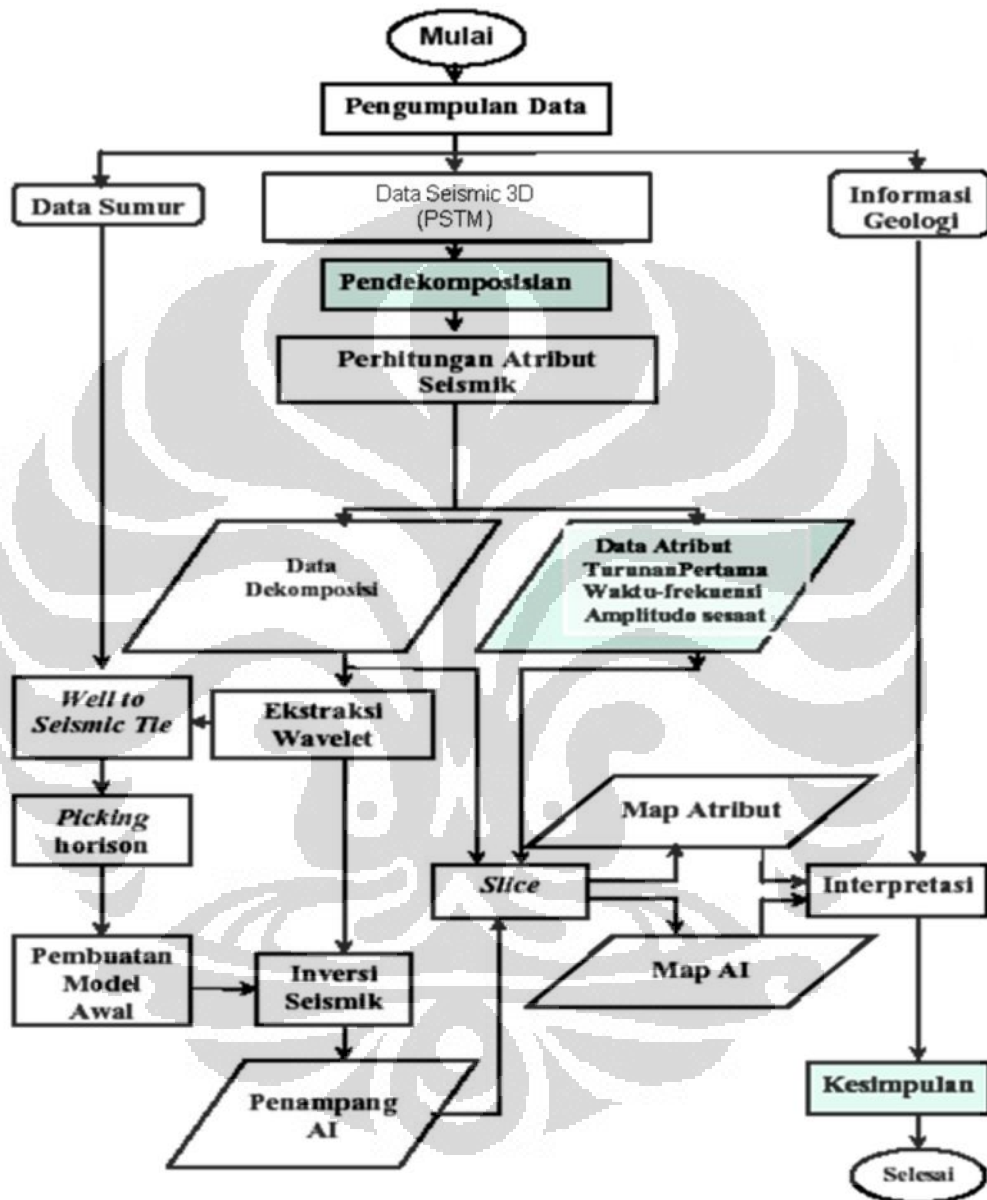 Mulai
Pengumpulan Data
Data Sumur
Data Seismic 3D
(PSTM)
Informasi
Geologi
Pendekomposisian
Perhitungan Atribut
Seismik
Data
Dekomposisi
Data Atribut
TurunanPertama
Waktu-frekuensi
Amplitudo sesaat
Well to
Seismic Tie
Ekstraksi
Wavelet
Picking
horison
Map Atribut
Slice
Interpretasi
Pembuatan
Model
Awal
Inversi
Seismik
Map AI
Penampang
AI
Kesimpulan
Selesai